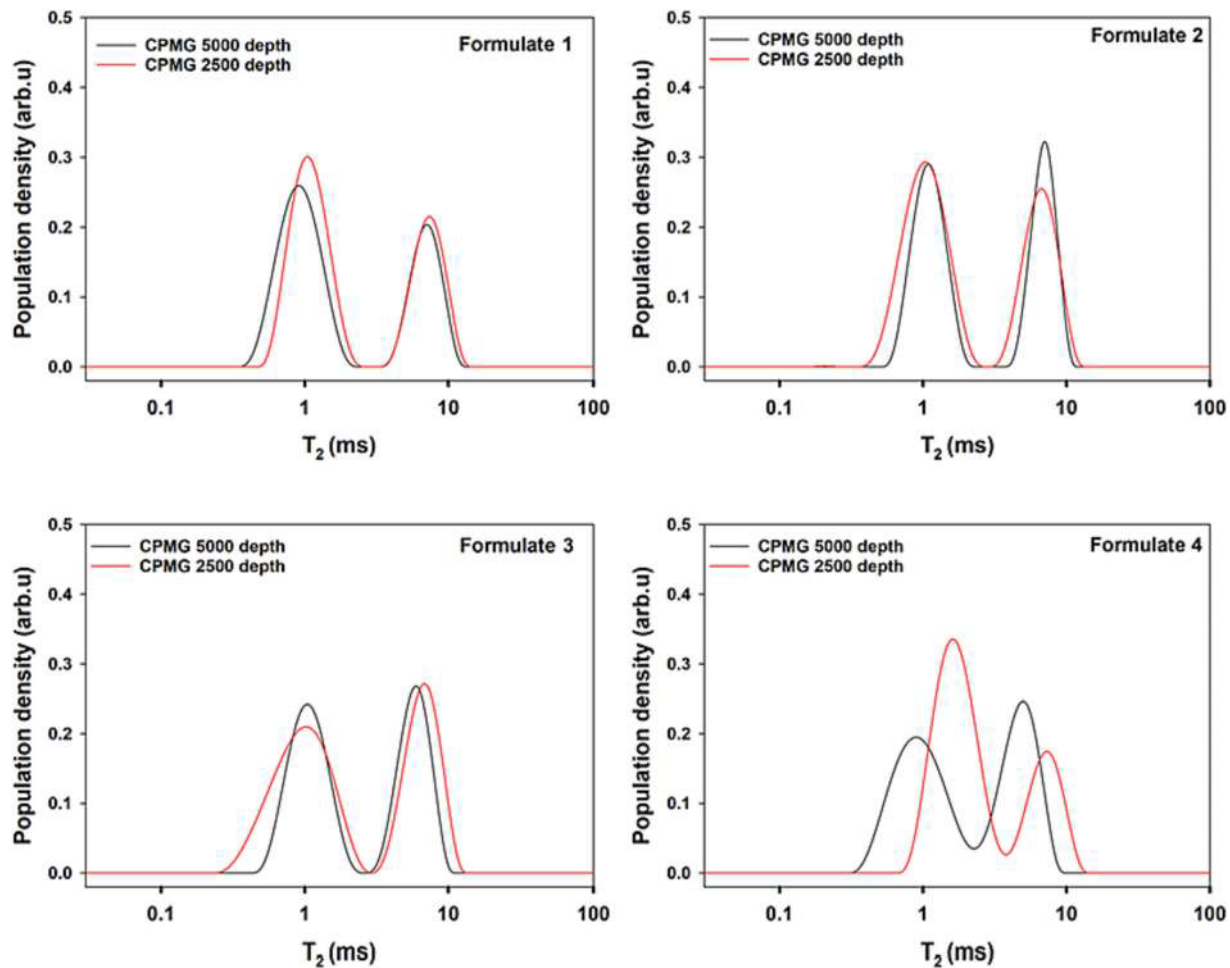 Formulate 1
CPMG 5000 depth
CPMG 2500 depth
Population density (arb.u)
0.5
0.4
0.3
0.2
0.1
0.0
0.1 1 10 100
T₂ (ms)
Formulate 2
CPMG 5000 depth
CPMG 2500 depth
Population density (arb.u)
0.5
0.4
0.3
0.2
0.1
0.0
0.1 1 10 100
T₂ (ms)
Formulate 3
CPMG 5000 depth
CPMG 2500 depth
Population density (arb.u)
0.5
0.4
0.3
0.2
0.1
0.0
0.1 1 10 100
T₂ (ms)
Formulate 4
CPMG 5000 depth
CPMG 2500 depth
Population density (arb.u)
0.5
0.4
0.3
0.2
0.1
0.0
0.1 1 10 100
T₂ (ms)